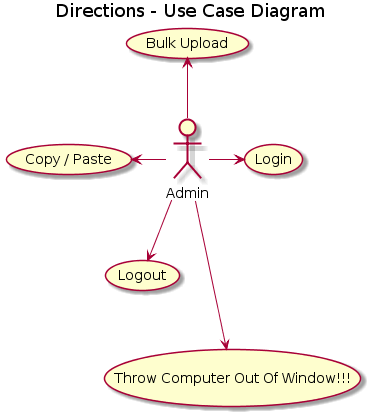 Directions - Use Case Diagram
Bulk Upload
Copy / Paste
Login
Admin
Logout
Throw Computer Out Of Window!!!